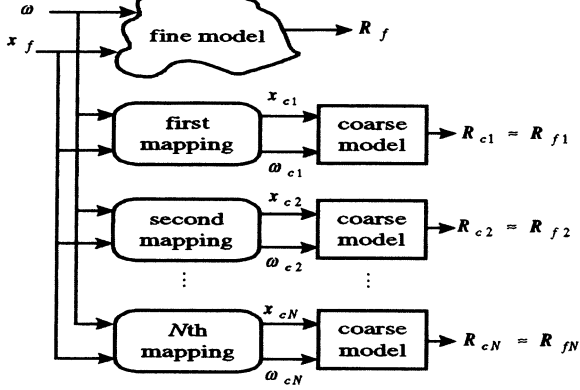 ω
x f
fine model
R f
first mapping
x c1
ω c1
coarse model
R c1 ≈ R f1
second mapping
x c2
ω c2
coarse model
R c2 ≈ R f2
⋮ ⋮
Nth mapping
x cN
ω cN
coarse model
R cN ≈ R fN